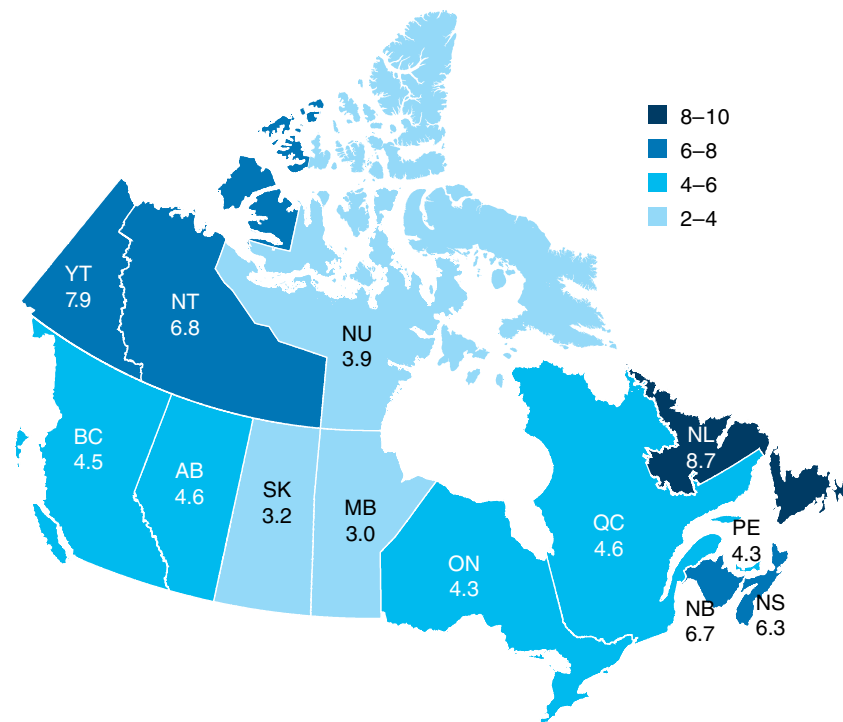 8–10
6–8
4–6
2–4
YT
7.9
NT
6.8
NU
3.9
BC
4.5
AB
4.6
SK
3.2
MB
3.0
ON
4.3
QC
4.6
NL
8.7
PE
4.3
NB
6.7
NS
6.3